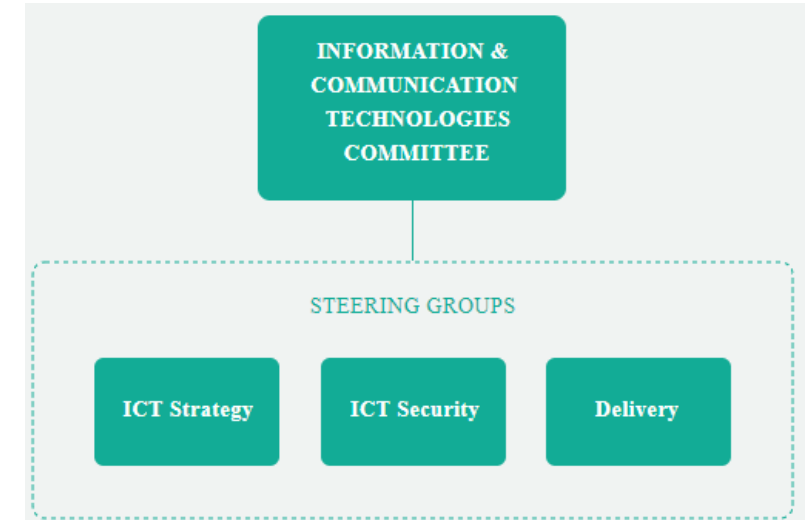 INFORMATION &
COMMUNICATION
TECHNOLOGIES
COMMITTEE
STEERING GROUPS
ICT Strategy
ICT Security
Delivery